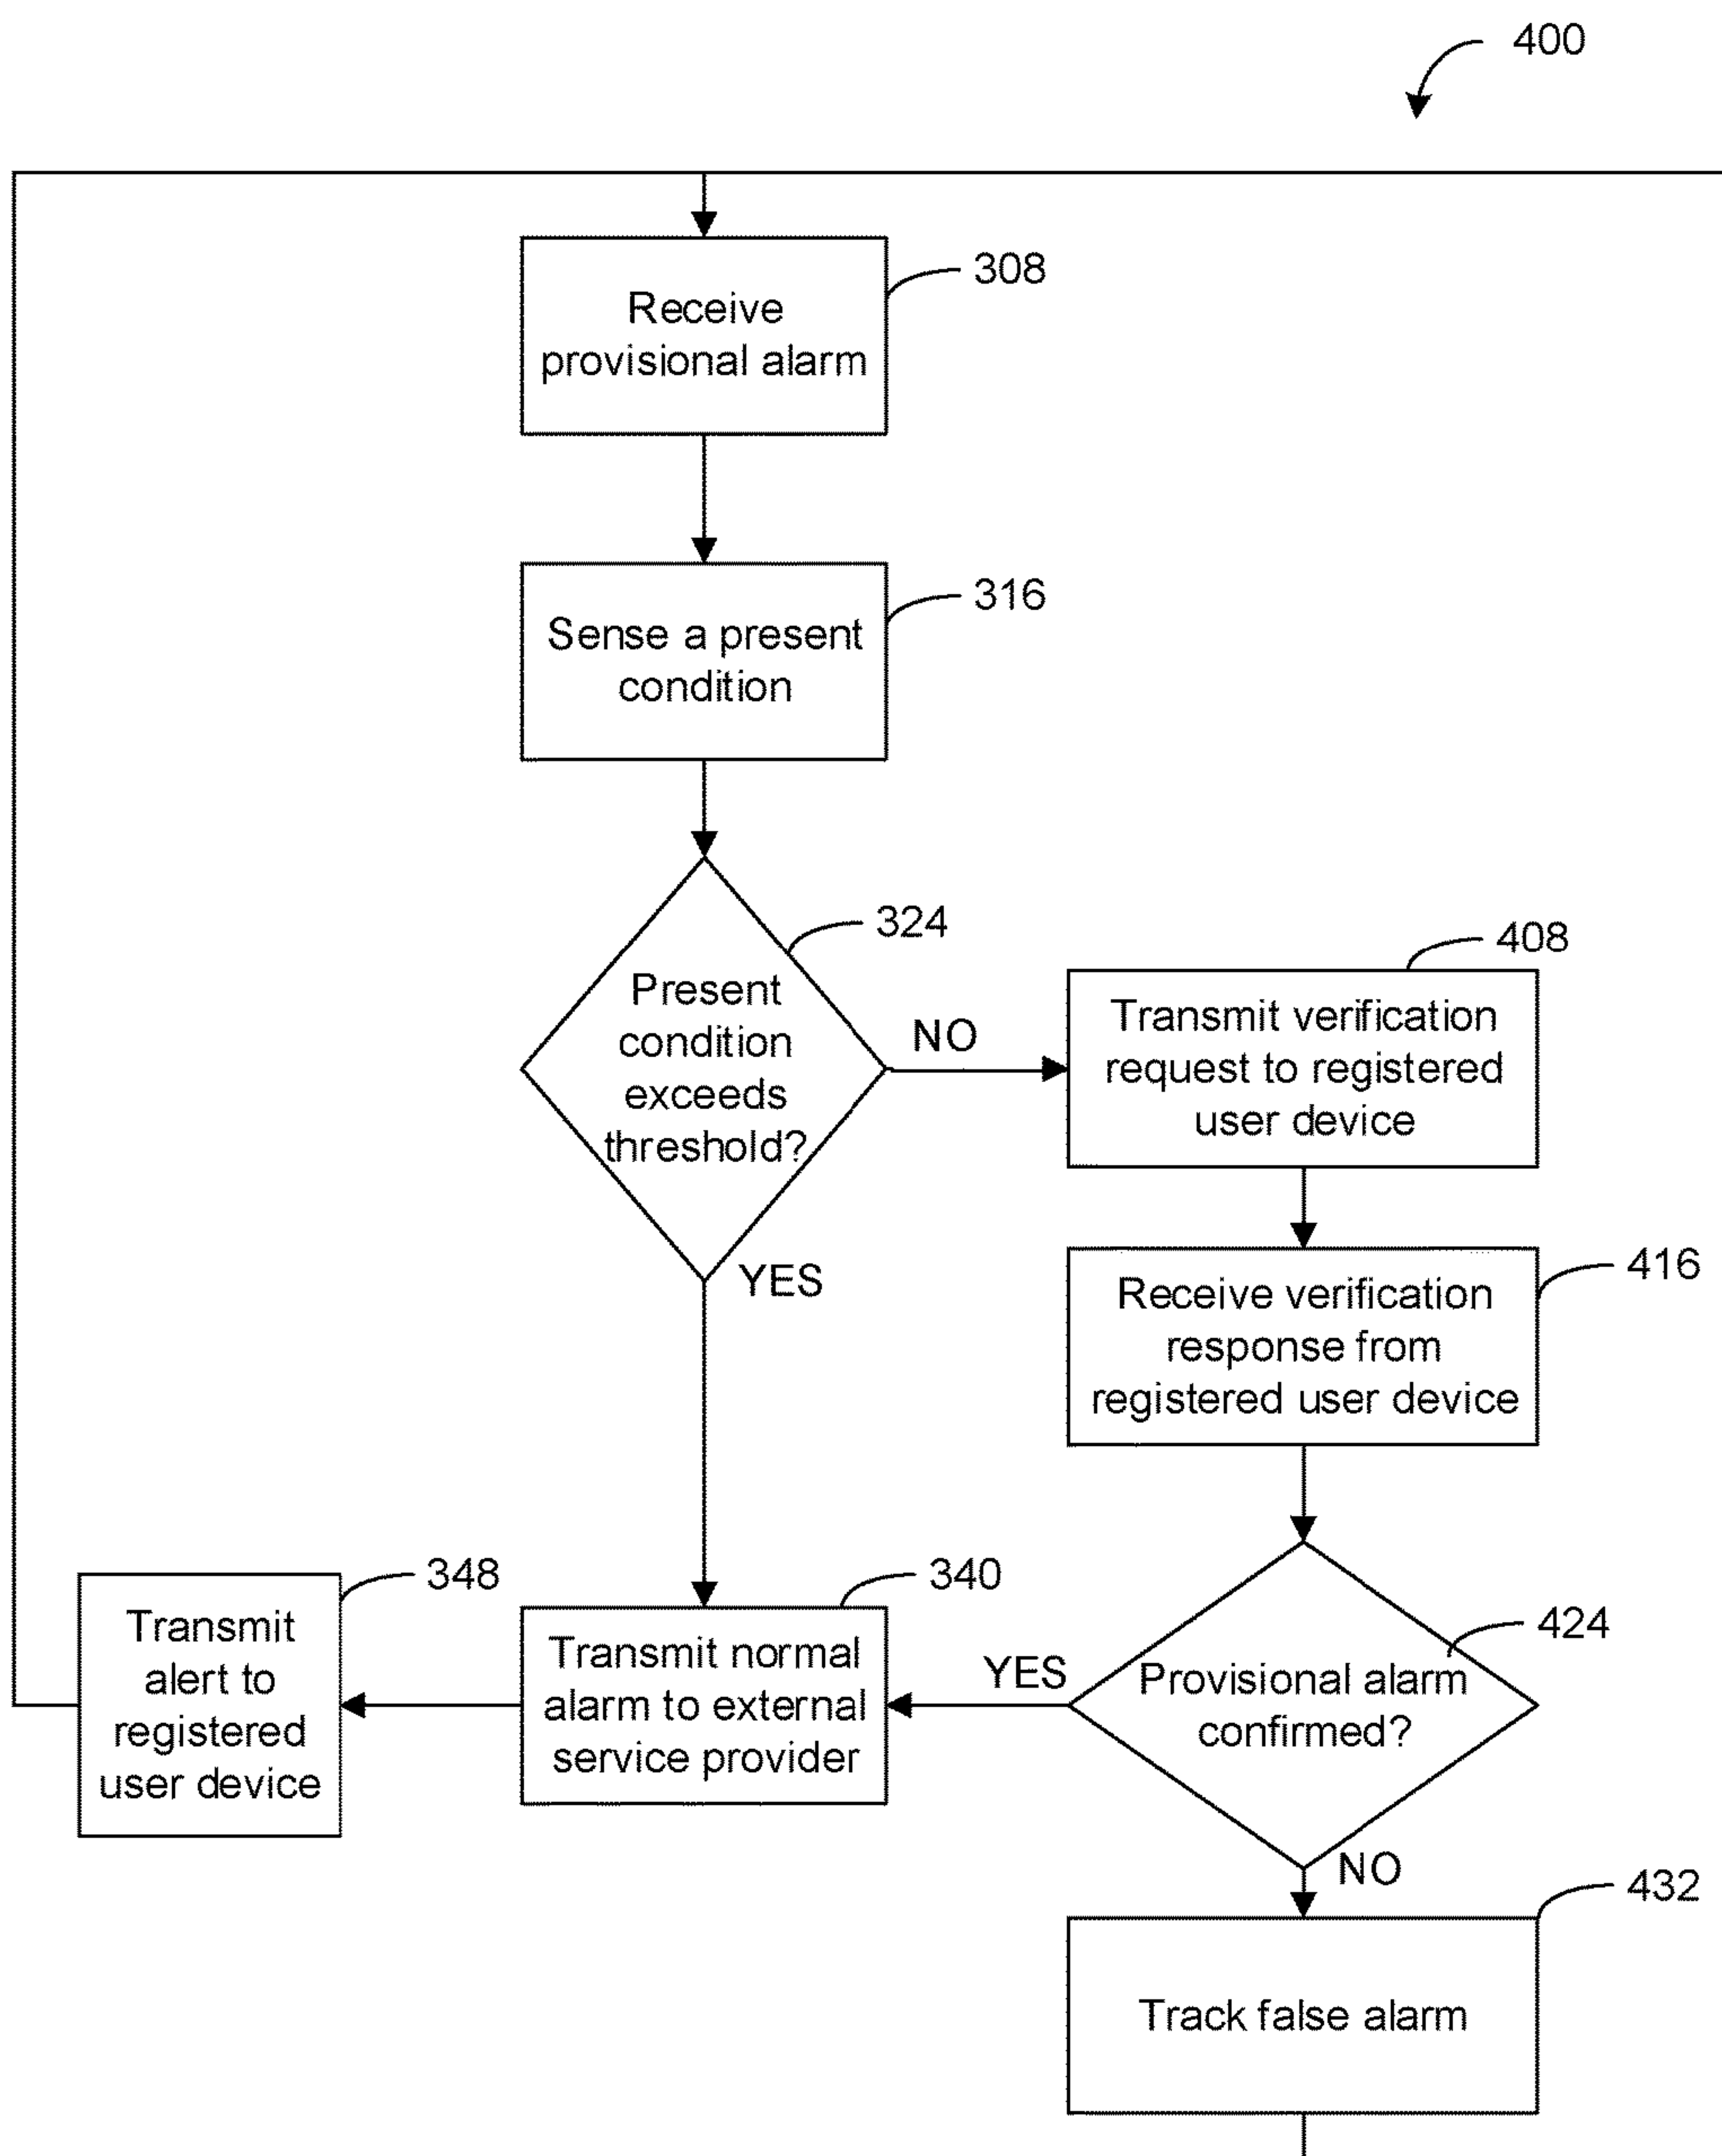 400
308
Receive
provisional alarm
316
Sense a present
condition
324
Present
condition
exceeds
threshold?
NO
YES
408
Transmit verification
request to registered
user device
416
Receive verification
response from
registered user device
424
Provisional alarm
confirmed?
YES
NO
340
Transmit normal
alarm to external
service provider
348
Transmit
alert to
registered
user device
432
Track false alarm